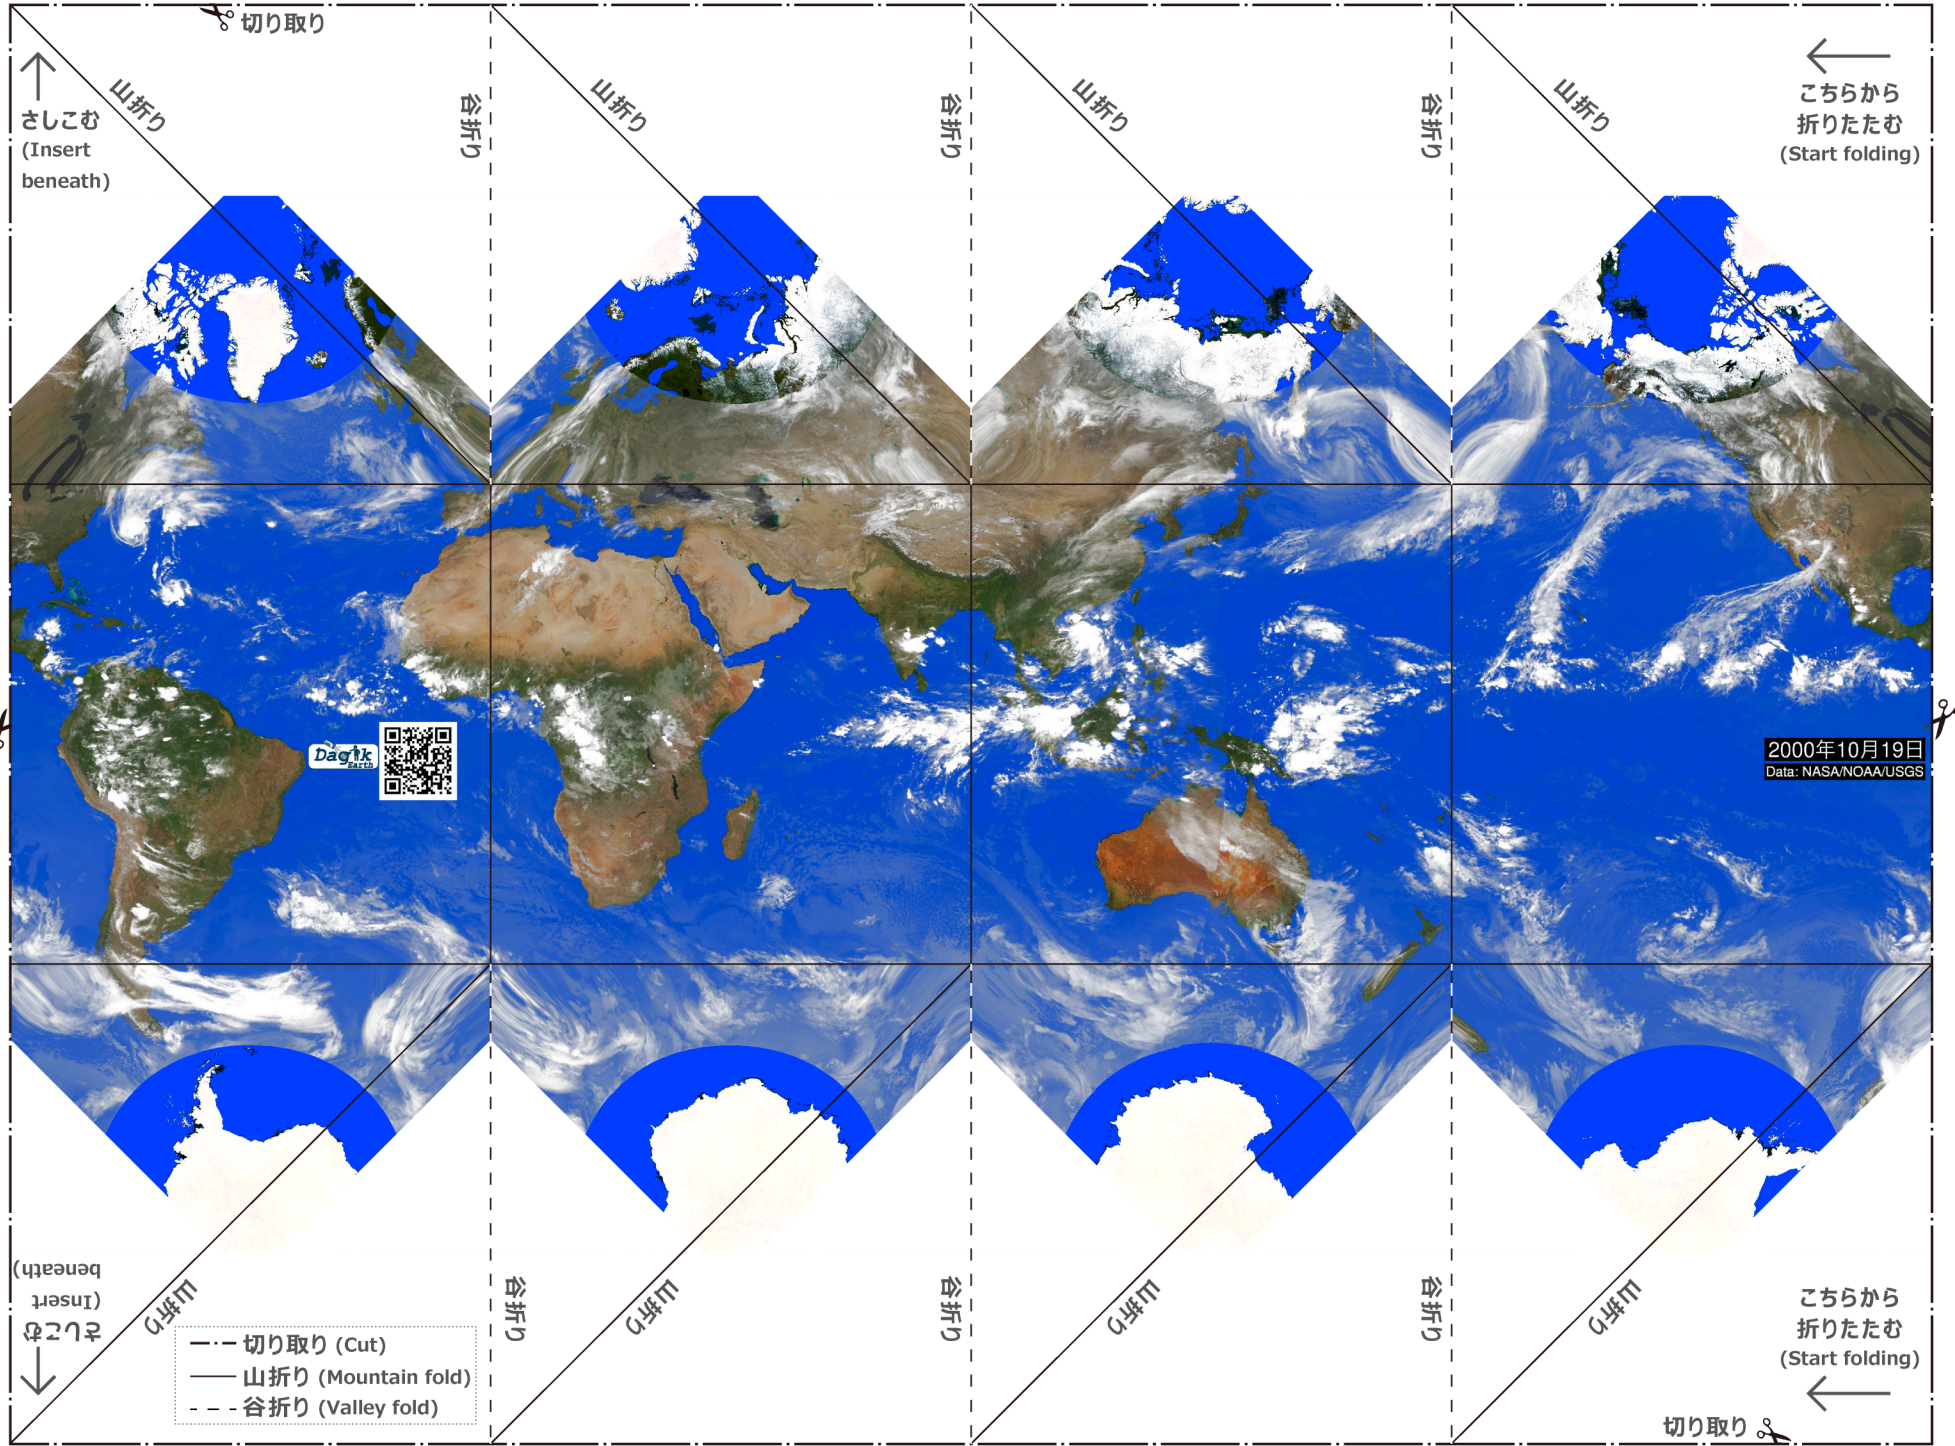 切り取り
さしこむ
(Insert
beneath)
山折り
谷折り
山折り
谷折り
山折り
谷折り
山折り
こちらから
折りたたむ
(Start folding)
Dagik
Earth
2000年10月19日
Data: NASA/NOAA/USGS
さしこむ
(Insert
beneath)
山折り
谷折り
山折り
谷折り
山折り
谷折り
山折り
こちらから
折りたたむ
(Start folding)
切り取り (Cut)
山折り (Mountain fold)
谷折り (Valley fold)
切り取り